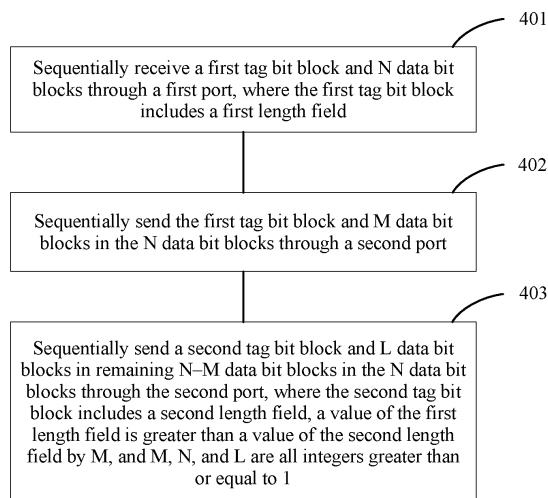 401
Sequentially receive a first tag bit block and N data bit
blocks through a first port, where the first tag bit block
includes a first length field
402
Sequentially send the first tag bit block and M data bit
blocks in the N data bit blocks through a second port
403
Sequentially send a second tag bit block and L data bit
blocks in remaining N–M data bit blocks in the N data bit
blocks through the second port, where the second tag bit
block includes a second length field, a value of the first
length field is greater than a value of the second length
field by M, and M, N, and L are all integers greater than
or equal to 1